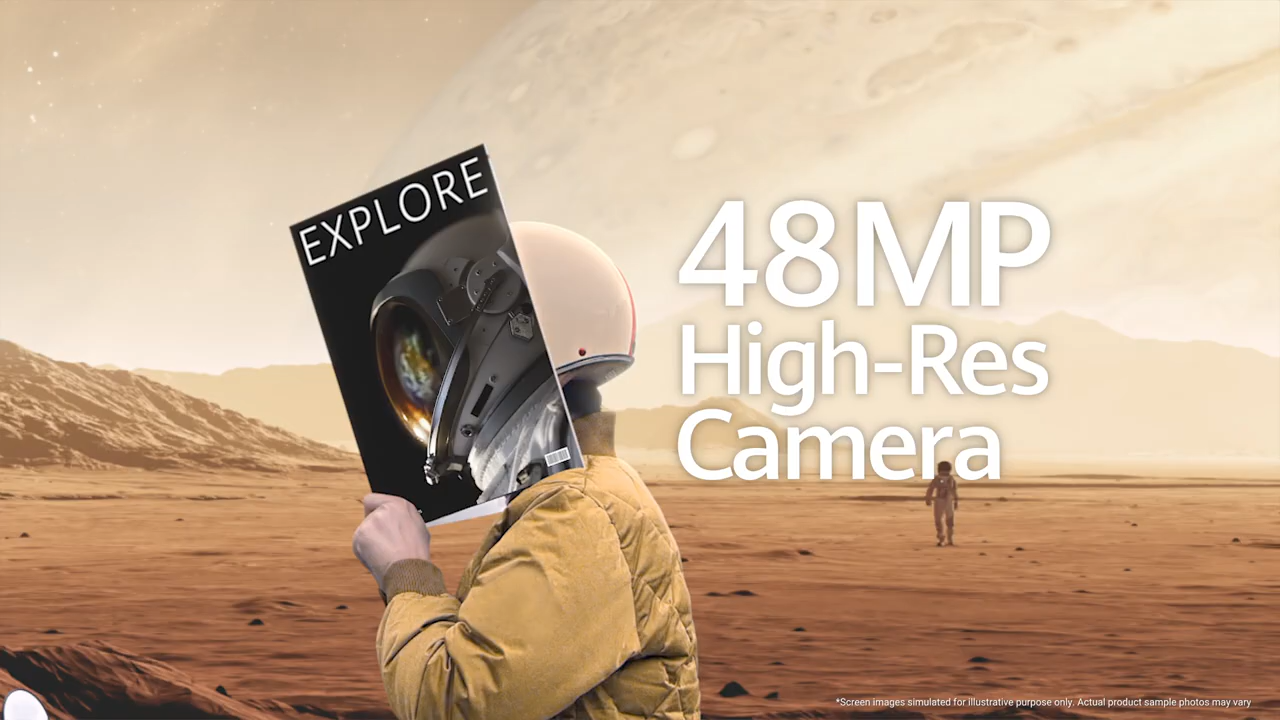 EXPLORE
48MP
High-Res
Camera
*Screen images simulated for illustrative purpose only. Actual product sample photos may vary